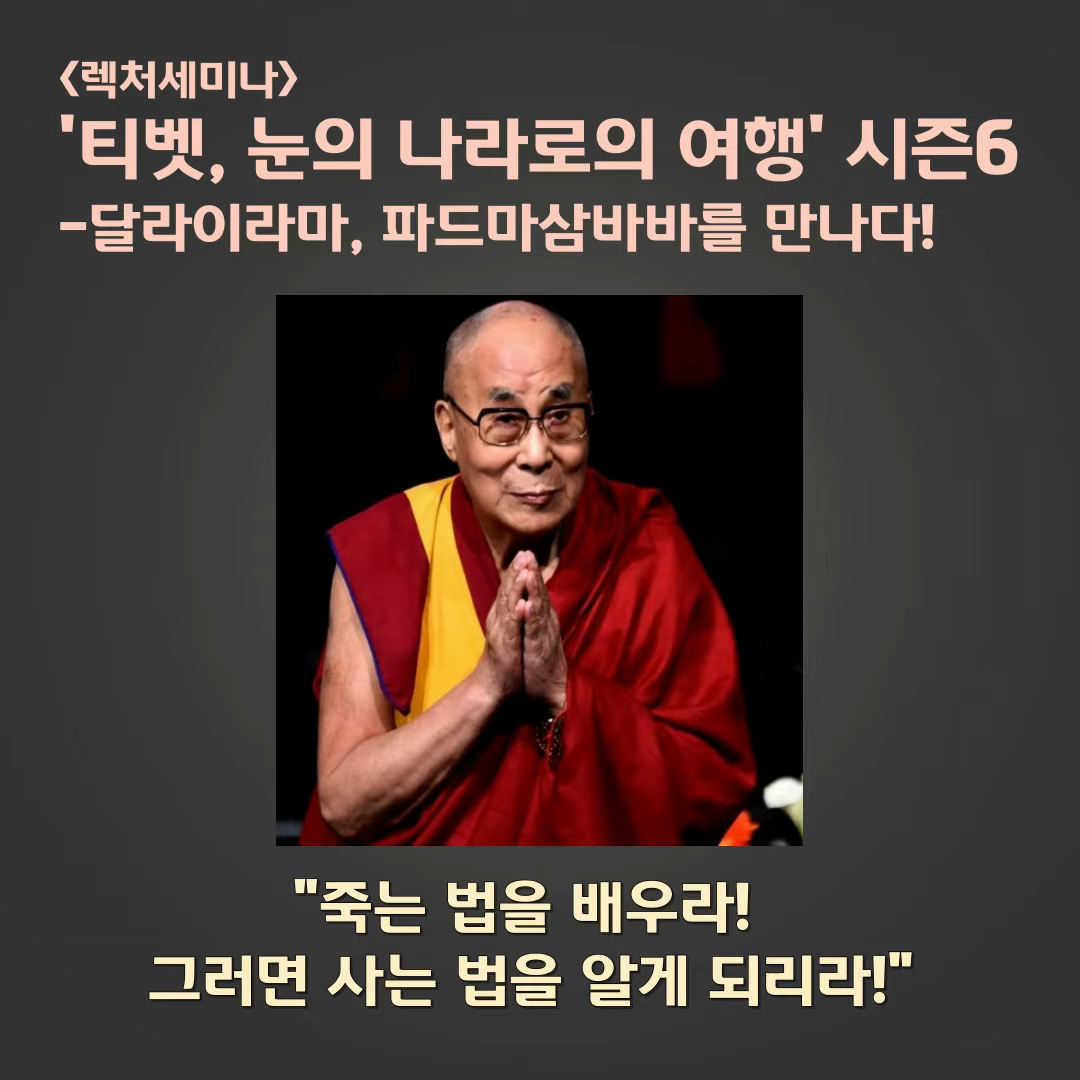 〈렉처세미나〉
'티벳, 눈의 나라로의 여행' 시즌6
-달라이라마, 파드마삼바바를 만나다!
"죽는 법을 배우라!
그러면 사는 법을 알게 되리라!"